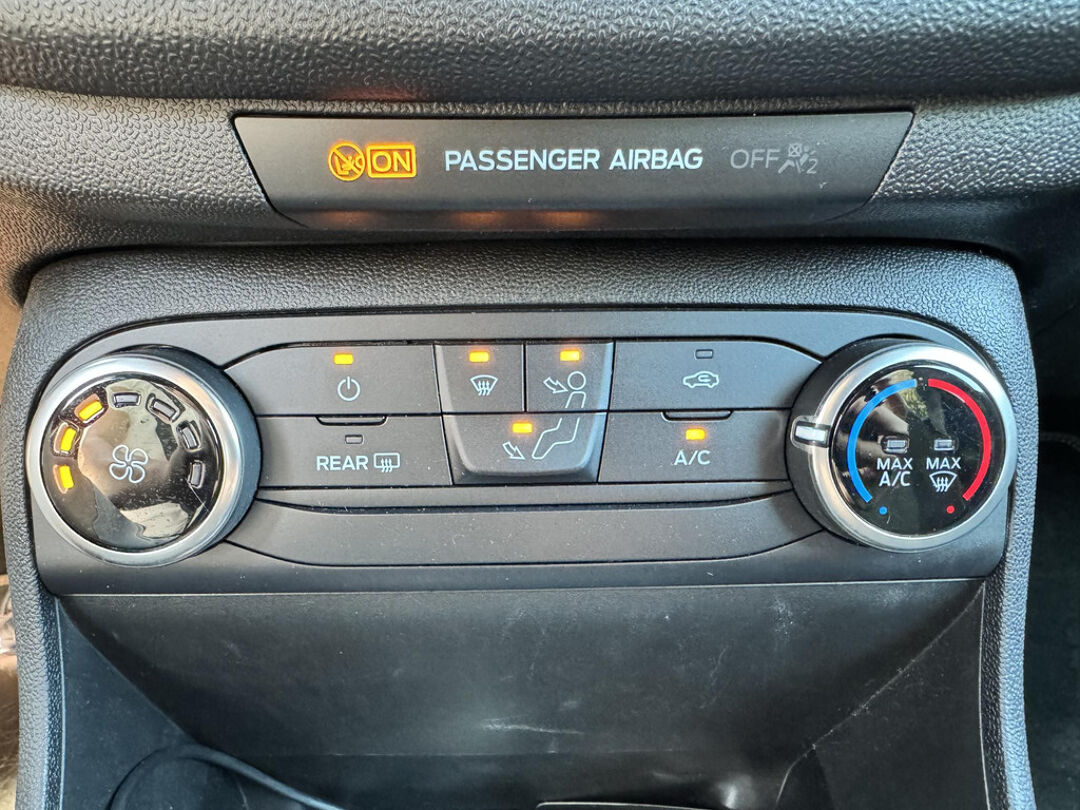 ON PASSENGER AIRBAG OFF 2
REAR
A/C
MAX
A/C
MAX